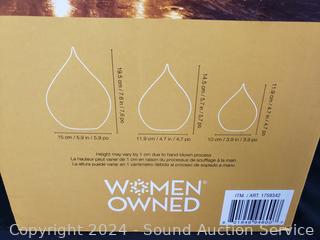 19.5 cm / 7.6 in / 7,6 po
14.5 cm / 5.7 in / 5,7 po
11.9 cm / 4.7 in / 4,7 po
15 cm / 5.9 in / 5,9 po
11.9 cm / 4.7 in / 4,7 po
10 cm / 3.9 in / 3,9 po
Height may vary by 1 cm due to hand blown process
La hauteur peut varier de 1 cm en raison du processus de soufflage à la main
La altura puede variar en 1 centímetro debido al proceso de soplado a mano
WOMEN
OWNED
ITM. / ART. 1759342
Copyright 2024 - Sound Auction Service